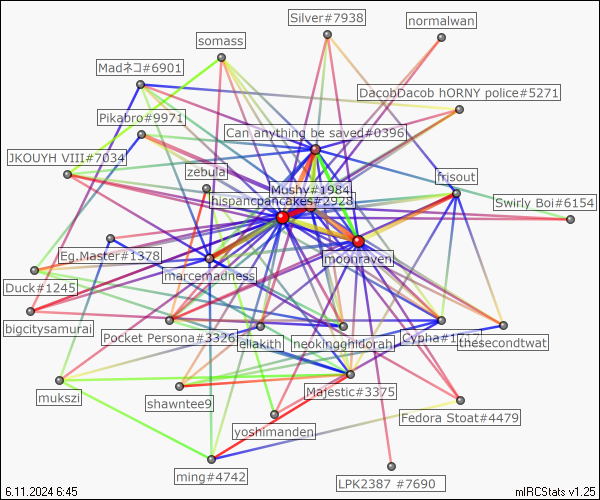 Silver#7938
normalwan
somass
Madネコ#6901
DacobDacob hORNY police#5271
Pikabro#9971
Can anything be saved#0396
JKOUYH VIII#7034
zebula
frisout
Mushy#1984
hispancpancakes#2928
Swirly Boi#6154
Eg.Master#1378
moonraven
marcemadness
Duck#1245
bigcitysamurai
Pocket Persona#3326
eliakith
neokingghidorah
thesecondtwat
Majestic#3375
mukszi
shawntee9
Fedora Stoat#4479
yoshimanden
ming#4742
LPK2387 #7690
6.11.2024 6:45
mIRCStats v1.25